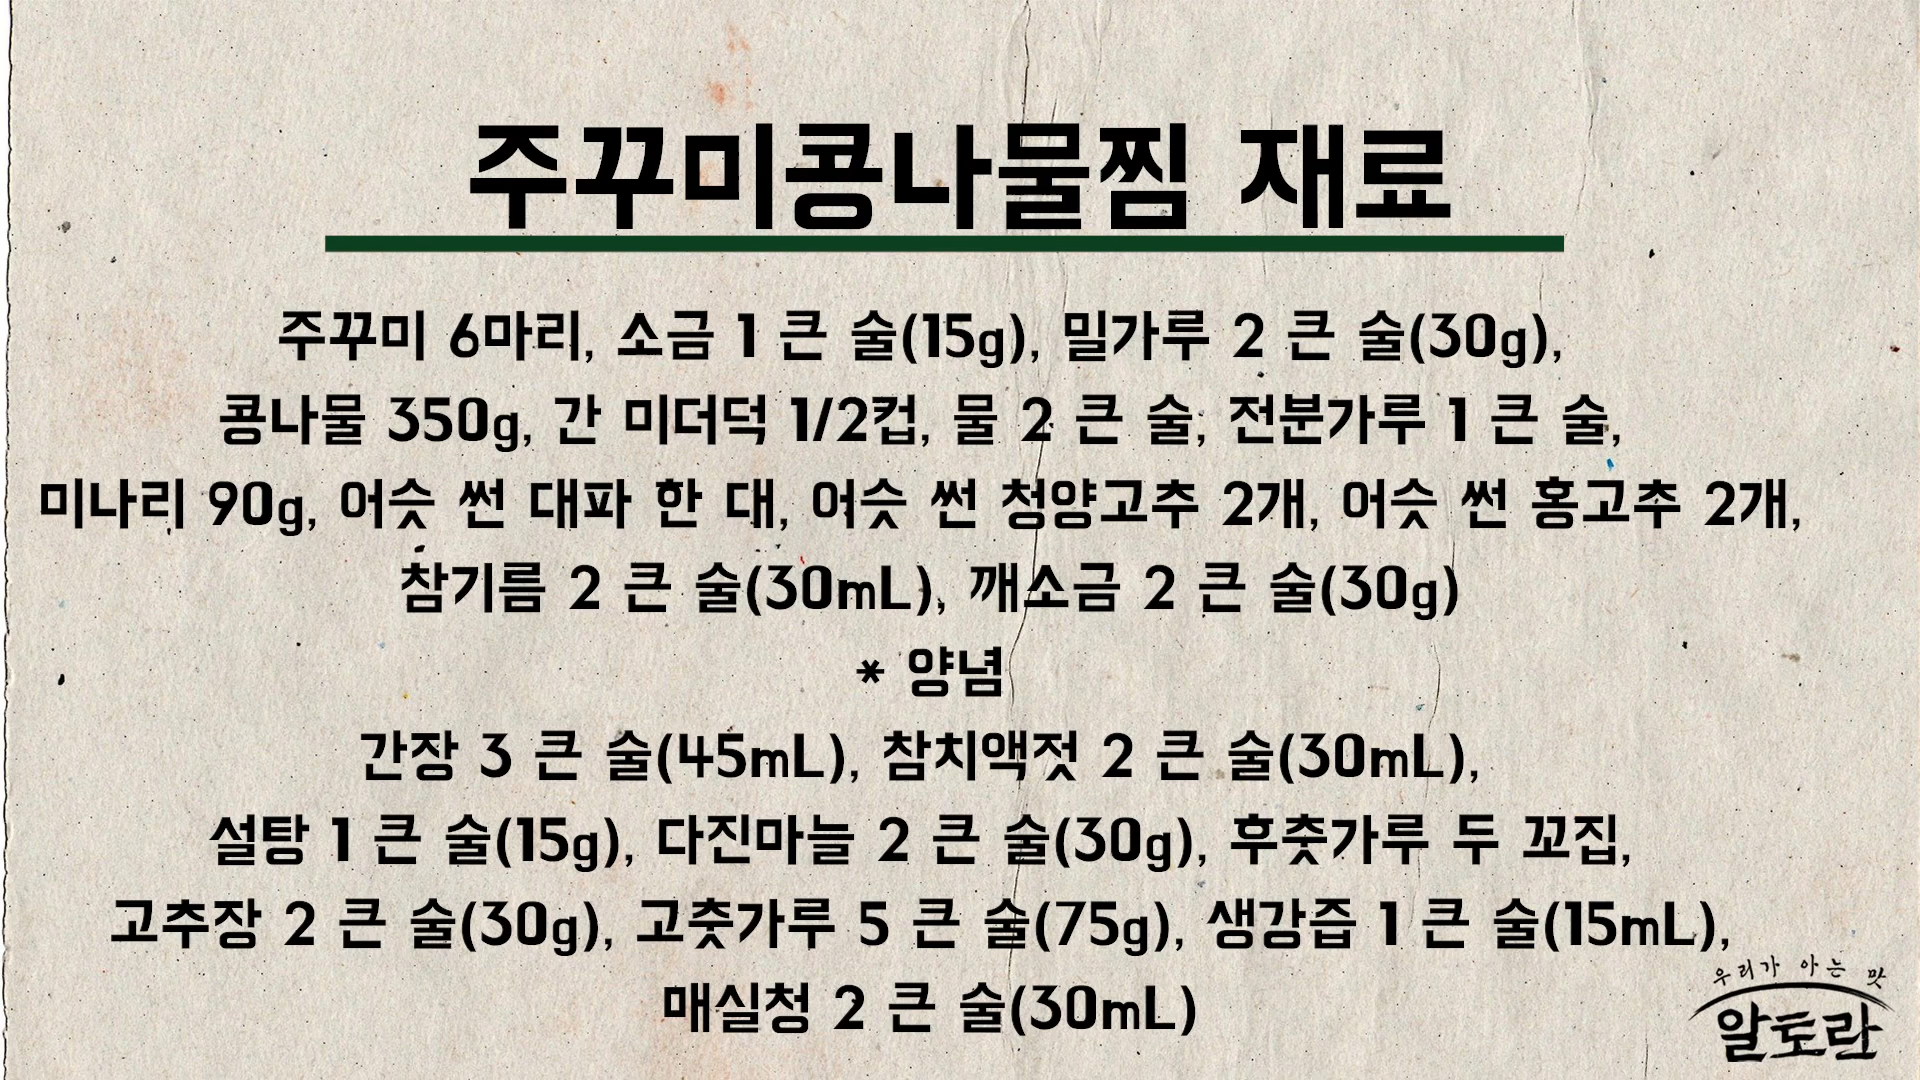 주꾸미콩나물찜 재료
주꾸미 6마리, 소금 1 큰 술(15g), 밀가루 2 큰 술(30g),
콩나물 350g, 간 미더덕 1/2컵, 물 2 큰 술, 전분가루 1 큰 술,
미나리 90g, 어슷 썬 대파 한 대, 여슷 썬 청양고추 2개, 어슷 썬 홍고추 2개,
참기름 2 큰 술(30mL), 깨소금 2 큰 술(30g)
* 양념
간장 3 큰 술(45mL), 참치액젓 2 큰 술(30mL),
설탕 1 큰 술(15g), 다진마늘 2 큰 술(30g), 후춧가루 두 꼬집,
고추장 2 큰 술(30g), 고춧가루 5 큰 술(75g), 생강즙 1 큰 술(15mL),
매실청 2 큰 술(30mL)
우리가 아는 맛
알토란